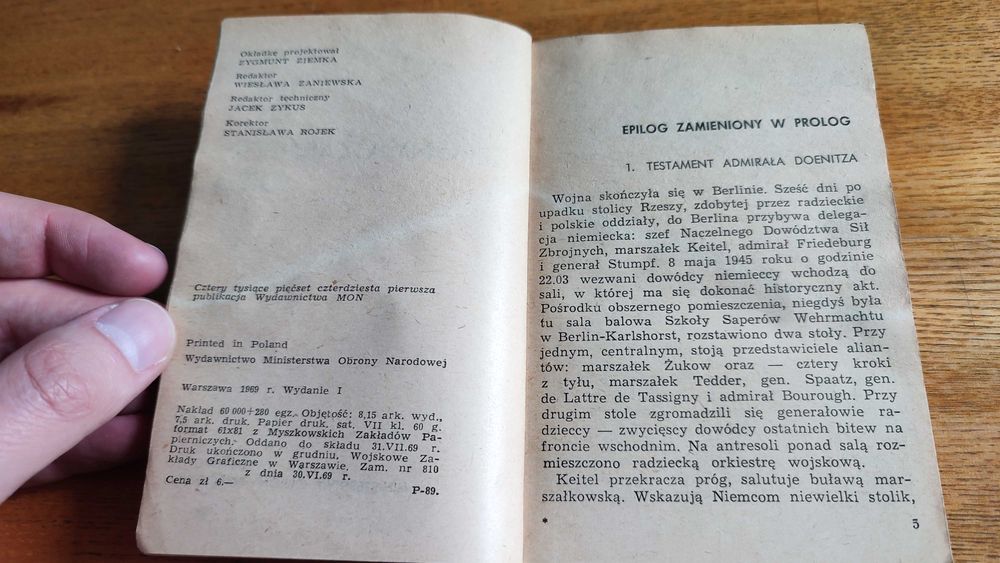 Okładkę projektował
ZYGMUNT ZIEMKA
Redaktor
WIESŁAWA ZANIEWSKA
Redaktor techniczny
JACEK ZYKUS
Korektor
STANISŁAWA ROJEK
Cztery tysiące pięćset czterdziesta pierwsza
publikacja Wydawnictwa MON
Printed in Poland
Wydawnictwo Ministerstwa Obrony Narodowej
Warszawa 1969 r. Wydanie I
Nakład 60 000+280 egz. Objętość: 8,15 ark. wyd.,
7,5 ark. druk. Papier druk. sat. VII kl. 60 g.
format 61x81 z Myszkowskich Zakładów Pa-
pierniczych. Oddano do składu 31.VII.69 r.
Druk ukończono w grudniu. Wojskowe Za-
kłady Graficzne w Warszawie. Zam. nr 810
z dnia 30.VI.69 r.
Cena zł 6.—
P-89.
EPILOG ZAMIENIONY W PROLOG
1. TESTAMENT ADMIRAŁA DOENITZA
Wojna skończyła się w Berlinie. Sześć dni po
upadku stolicy Rzeszy, zdobytej przez radzieckie
i polskie oddziały, do Berlina przybywa delega-
cja niemiecka: szef Naczelnego Dowództwa Sił
Zbrojnych, marszałek Keitel, admirał Friedeburg
i generał Stumpf. 8 maja 1945 roku o godzinie
22.03 wezwani dowódcy niemieccy wchodzą do
sali, w której ma się dokonać historyczny akt.
Pośrodku obszernego pomieszczenia, niegdyś była
tu sala balowa Szkoły Saperów Wehrmachtu
w Berlin-Karlshorst, rozstawiono dwa stoły. Przy
jednym, centralnym, stoją przedstawiciele alian-
tów: marszałek Żukow oraz — cztery kroki
z tyłu, marszałek Tedder, gen. Spaatz, gen.
de Lattre de Tassigny i admirał Bourough. Przy
drugim stole zgromadzili się generałowie ra-
dzieccy — zwycięscy dowódcy ostatnich bitew na
froncie wschodnim. Na antresoli ponad salą roz-
mieszczono radziecką orkiestrę wojskową.
Keitel przekracza próg, salutuje buławą mar-
szałkowską. Wskazują Niemcom niewielki stolik,
* 5